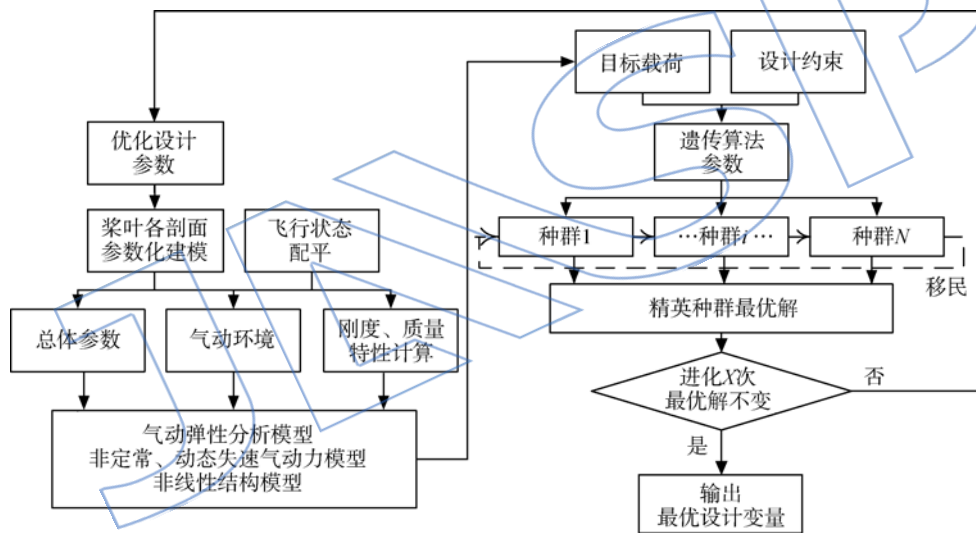 目标载荷
设计约束
优化设计
参数
遗传算法
参数
桨叶各剖面
参数化建模
飞行状态
配平
种群1
…种群i…
种群N
移民
总体参数
气动环境
刚度、质量
特性计算
精英种群最优解
进化X次
最优解不变
否
是
气动弹性分析模型
非定常、动态失速气动力模型
非线性结构模型
输出
最优设计变量